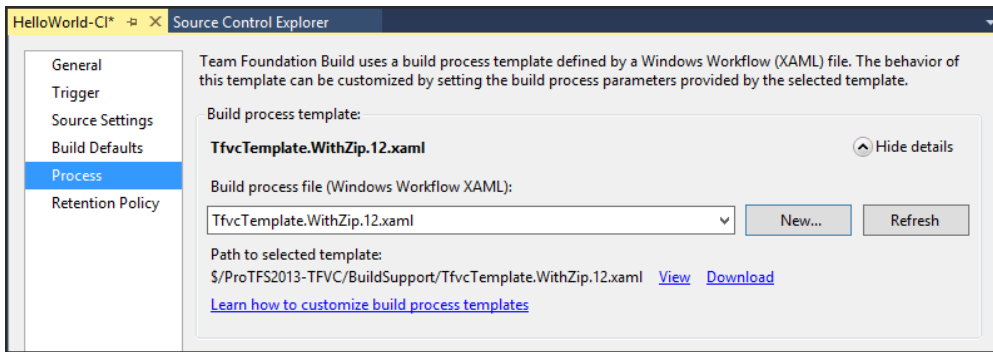 HelloWorld-CI* Source Control Explorer
General
Trigger
Source Settings
Build Defaults
Process
Retention Policy
Team Foundation Build uses a build process template defined by a Windows Workflow (XAML) file. The behavior of
this template can be customized by setting the build process parameters provided by the selected template.
Build process template:
TfvcTemplate.WithZip.12.xaml Hide details
Build process file (Windows Workflow XAML):
TfvcTemplate.WithZip.12.xaml New... Refresh
Path to selected template:
$/ProTFS2013-TFVC/BuildSupport/TfvcTemplate.WithZip.12.xaml View Download
Learn how to customize build process templates